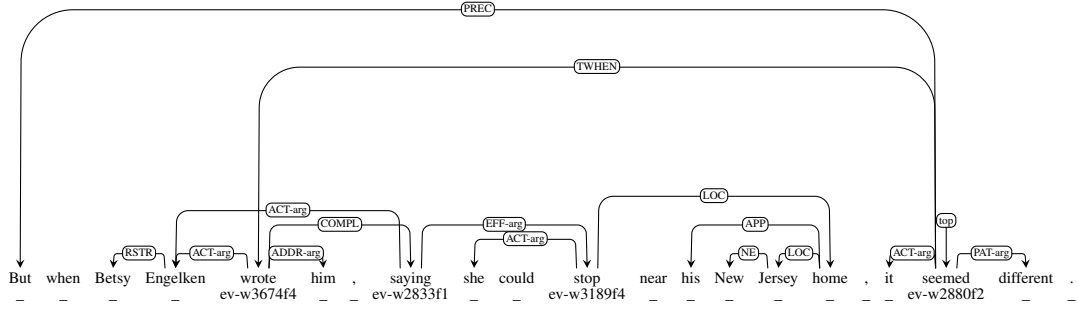 PREC
TWHEN
LOC
ACT-arg
COMPL EFF-arg APP top
ACT-arg
RSTR ACT-arg ADDR-arg NE LOC ACT-arg PAT-arg
But when Betsy Engelken wrote him , saying she could stop near his New Jersey home , it seemed different .
_ _ _ _ ev-w3674f4 _ _ ev-w2833f1 _ _ ev-w3189f4 _ _ _ _ _ _ _ ev-w2880f2 _ _